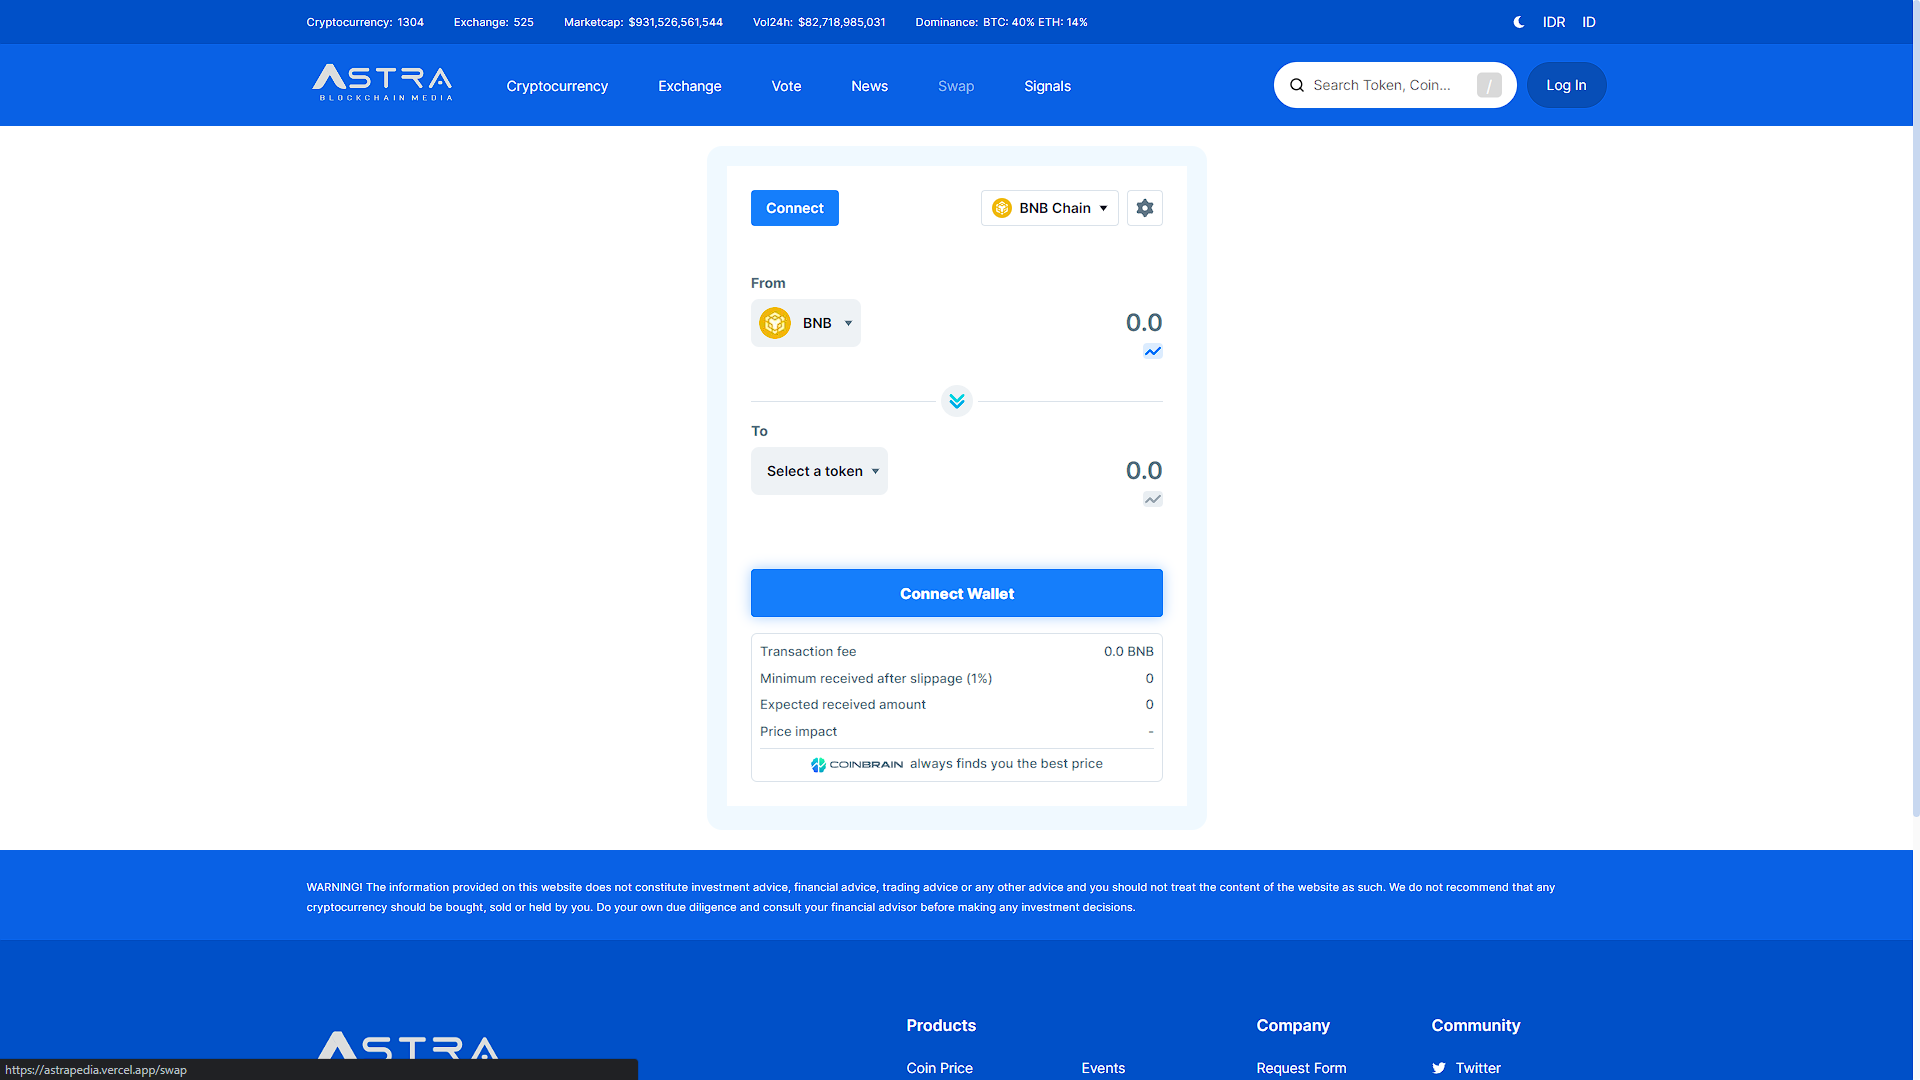 Cryptocurrency: 1304 Exchange: 525 Marketcap: $931,526,561,544 Vol24h: $82,718,985,031 Dominance: BTC: 40% ETH: 14% IDR ID
ASTRA
BLOCKCHAIN MEDIA
Cryptocurrency Exchange Vote News Swap Signals Search Token, Coin... / Log In
Connect BNB Chain
From
BNB 0.0
To
Select a token 0.0
Connect Wallet
Transaction fee 0.0 BNB
Minimum received after slippage (1%) 0
Expected received amount 0
Price impact -
COINBRAIN always finds you the best price
WARNING! The information provided on this website does not constitute investment advice, financial advice, trading advice or any other advice and you should not treat the content of the website as such. We do not recommend that any
cryptocurrency should be bought, sold or held by you. Do your own due diligence and consult your financial advisor before making any investment decisions.
Products Company Community
ASTRA
Coin Price Events Request Form Twitter
https://astrapedia.vercel.app/swap